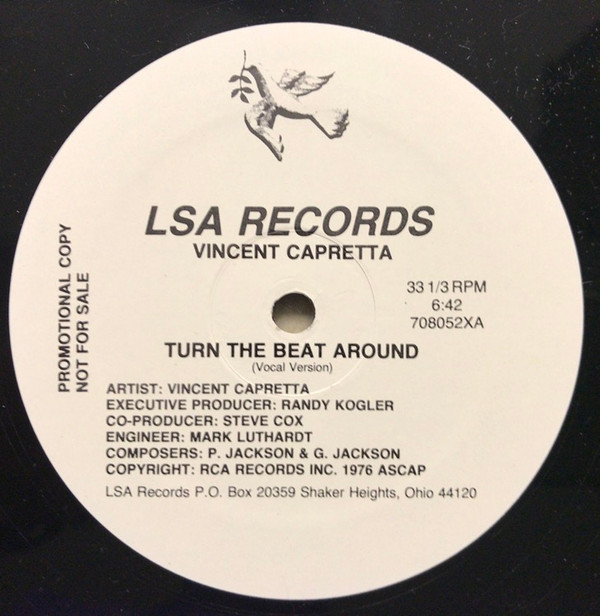 LSA RECORDS
VINCENT CAPRETTA
PROMOTIONAL COPY
NOT FOR SALE
33 1/3 RPM
6:42
708052XA
TURN THE BEAT AROUND
(Vocal Version)
ARTIST: VINCENT CAPRETTA
EXECUTIVE PRODUCER: RANDY KOGLER
CO-PRODUCER: STEVE COX
ENGINEER: MARK LUTHARDT
COMPOSERS: P. JACKSON & G. JACKSON
COPYRIGHT: RCA RECORDS INC. 1976 ASCAP
LSA Records P.O. Box 20359 Shaker Heights, Ohio 44120